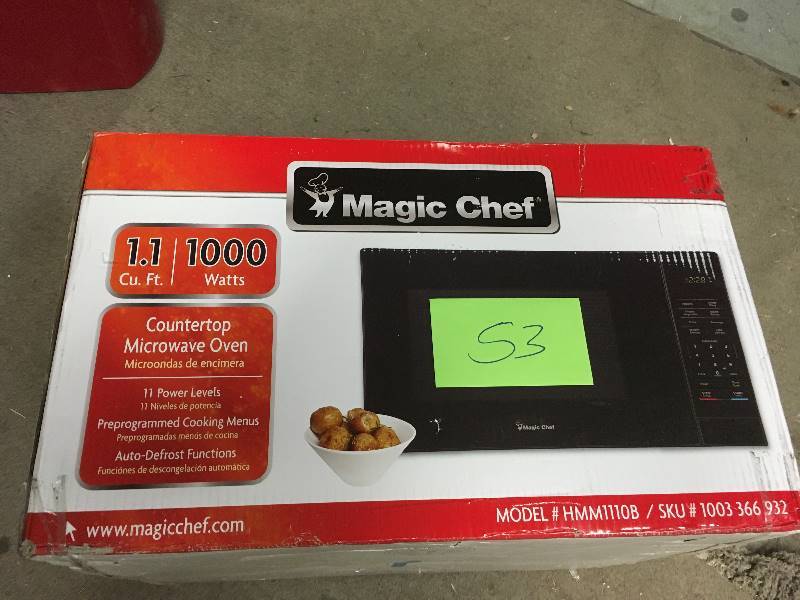 Magic Chef®
1.1 1000
Cu. Ft. Watts
Countertop
Microwave Oven
Microondas de encimera
11 Power Levels
11 Niveles de potencia
Preprogrammed Cooking Menus
Preprogramadas menús de cocina
Auto-Defrost Functions
Funciónes de descongelación automática
S3
Magic Chef
www.magicchef.com
MODEL # HMM1110B / SKU # 1003 366 932